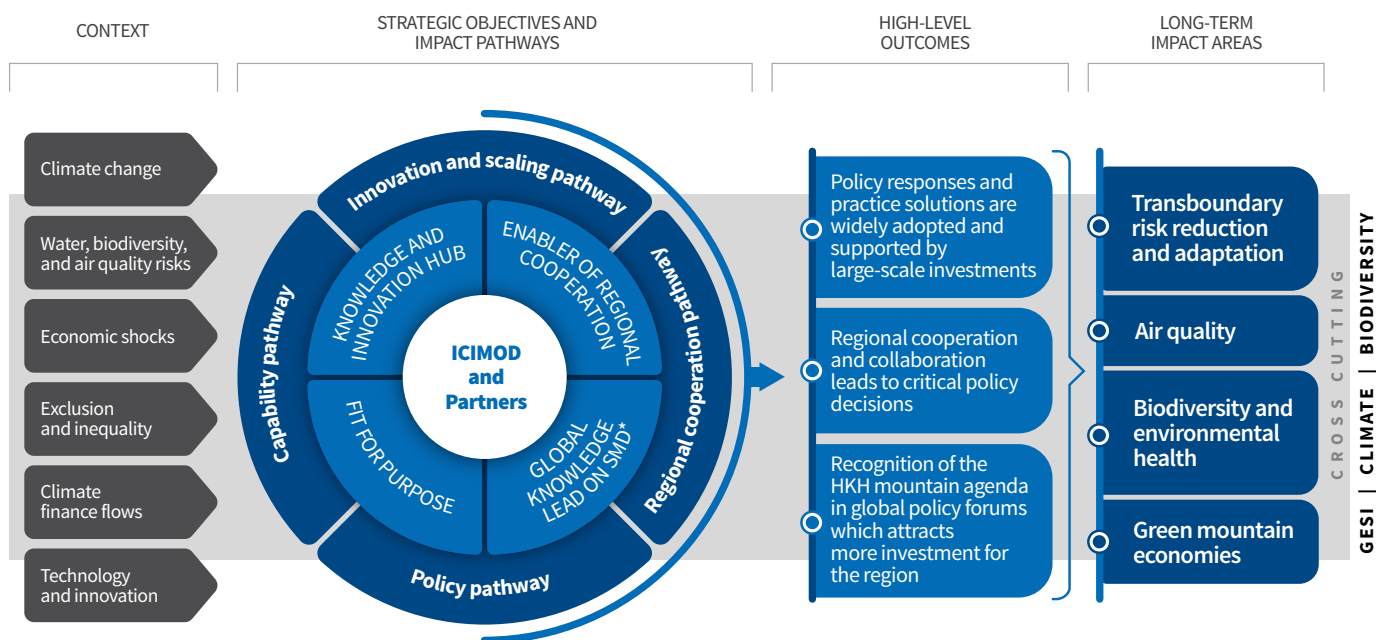 CONTEXT
STRATEGIC OBJECTIVES AND
IMPACT PATHWAYS
HIGH-LEVEL
OUTCOMES
LONG-TERM
IMPACT AREAS
Climate change
Water, biodiversity,
and air quality risks
Economic shocks
Exclusion
and inequality
Climate
finance flows
Technology
and innovation
Innovation and scaling pathway
Capability pathway
Regional cooperation pathway
Policy pathway
KNOWLEDGE AND
INNOVATION HUB
ENABLER OF REGIONAL
COOPERATION
FIT FOR PURPOSE
GLOBAL
KNOWLEDGE
LEAD ON SMD*
ICIMOD
and
Partners
Policy responses and
practice solutions are
widely adopted and
supported by
large-scale investments
Regional cooperation
and collaboration
leads to critical policy
decisions
Recognition of the
HKH mountain agenda
in global policy forums
which attracts
more investment for
the region
Transboundary
risk reduction
and adaptation
Air quality
Biodiversity and
environmental
health
Green mountain
economies
CROSS CUTTING
GESI | CLIMATE | BIODIVERSITY